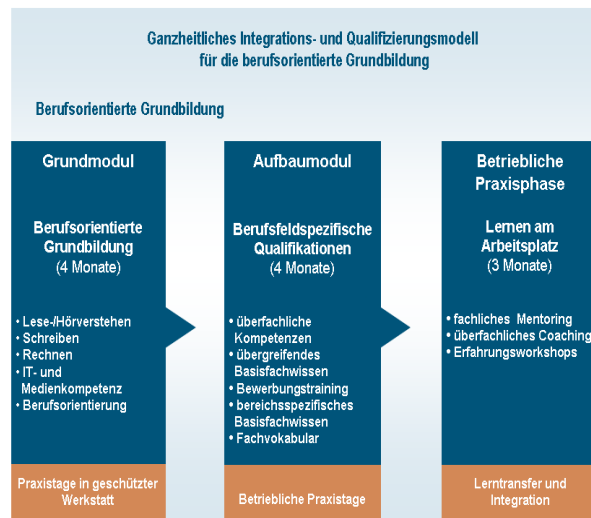 Ganzheitliches Integrations- und Qualifizierungsmodell
für die berufsorientierte Grundbildung
Berufsorientierte Grundbildung
Grundmodul
Berufsorientierte
Grundbildung
(4 Monate)
• Lese-/Hörverstehen
• Schreiben
• Rechnen
• IT- und
Medienkompetenz
• Berufsorientierung
Praxistage in geschützter
Werkstatt
Aufbaumodul
Berufsfeldspezifische
Qualifikationen
(4 Monate)
• überfachliche
Kompetenzen
• übergreifendes
Basisfachwissen
• Bewerbungstraining
• bereichsspezifisches
Basisfachwissen
• Fachvokabular
Betriebliche Praxistage
Betriebliche
Praxisphase
Lernen am
Arbeitsplatz
(3 Monate)
• fachliches Mentoring
• überfachliches Coaching
• Erfahrungsworkshops
Lerntransfer und
Integration